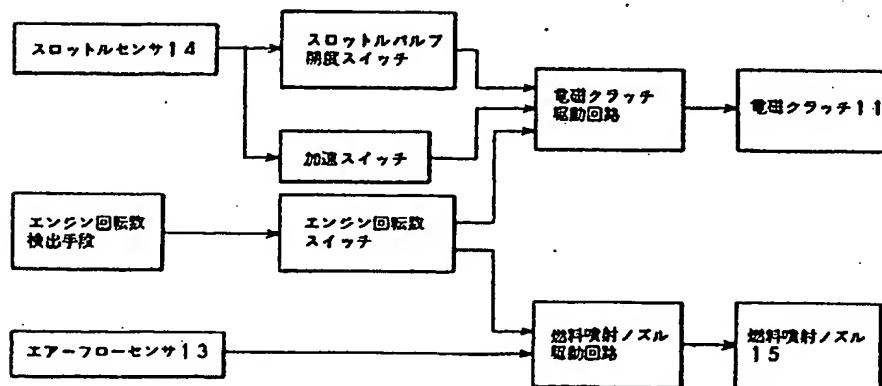 スロットルセンサ14
スロットルバルブ
開度スイッチ
電磁クラッチ
駆動回路
電磁クラッチ11
加速スイッチ
エンジン回転数
検出手段
エンジン回転数
スイッチ
エアーフローセンサ13
燃料噴射ノズル
駆動回路
燃料噴射ノズル
15